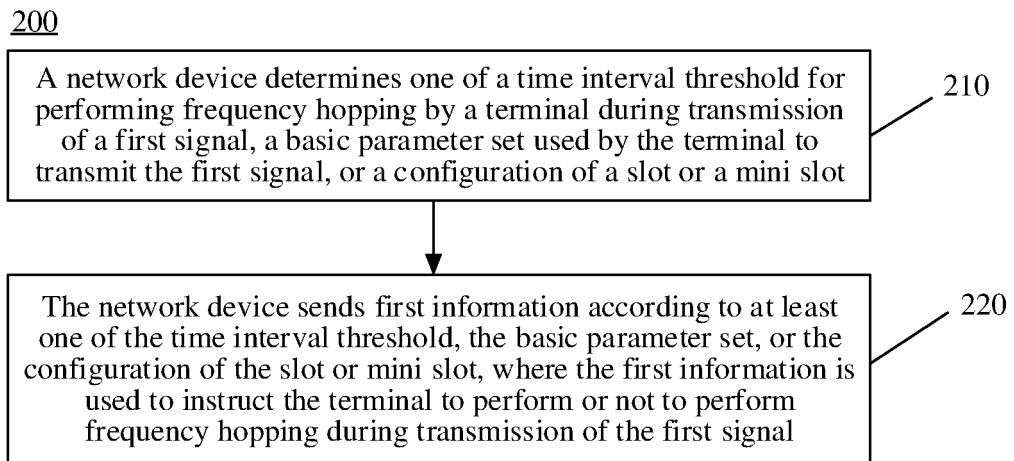 200
A network device determines one of a time interval threshold for
performing frequency hopping by a terminal during transmission
of a first signal, a basic parameter set used by the terminal to
transmit the first signal, or a configuration of a slot or a mini slot
210
The network device sends first information according to at least
one of the time interval threshold, the basic parameter set, or the
configuration of the slot or mini slot, where the first information is
used to instruct the terminal to perform or not to perform
frequency hopping during transmission of the first signal
220